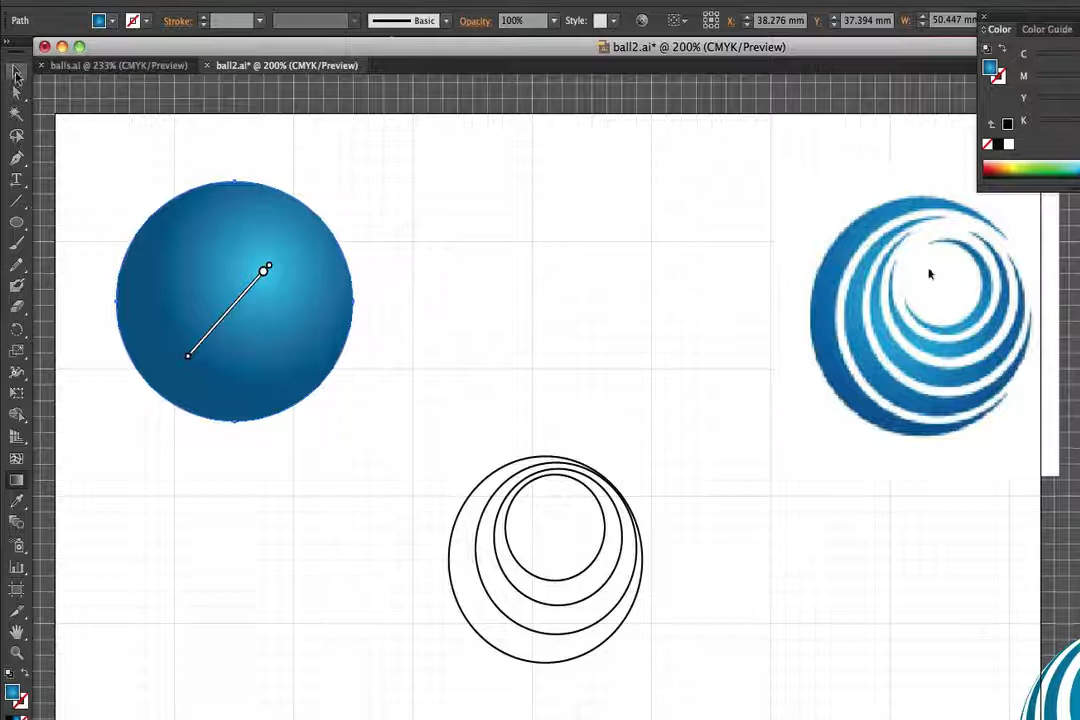 Path Stroke: Basic Opacity: 100% Style: X: 38.276 mm Y: 37.394 mm W: 50.447 mm
ball2.ai* @ 200% (CMYK/Preview)
Color Color Guide
balls.ai @ 233% (CMYK/Preview) ball2.ai* @ 200% (CMYK/Preview)
C
M
Y
K
T